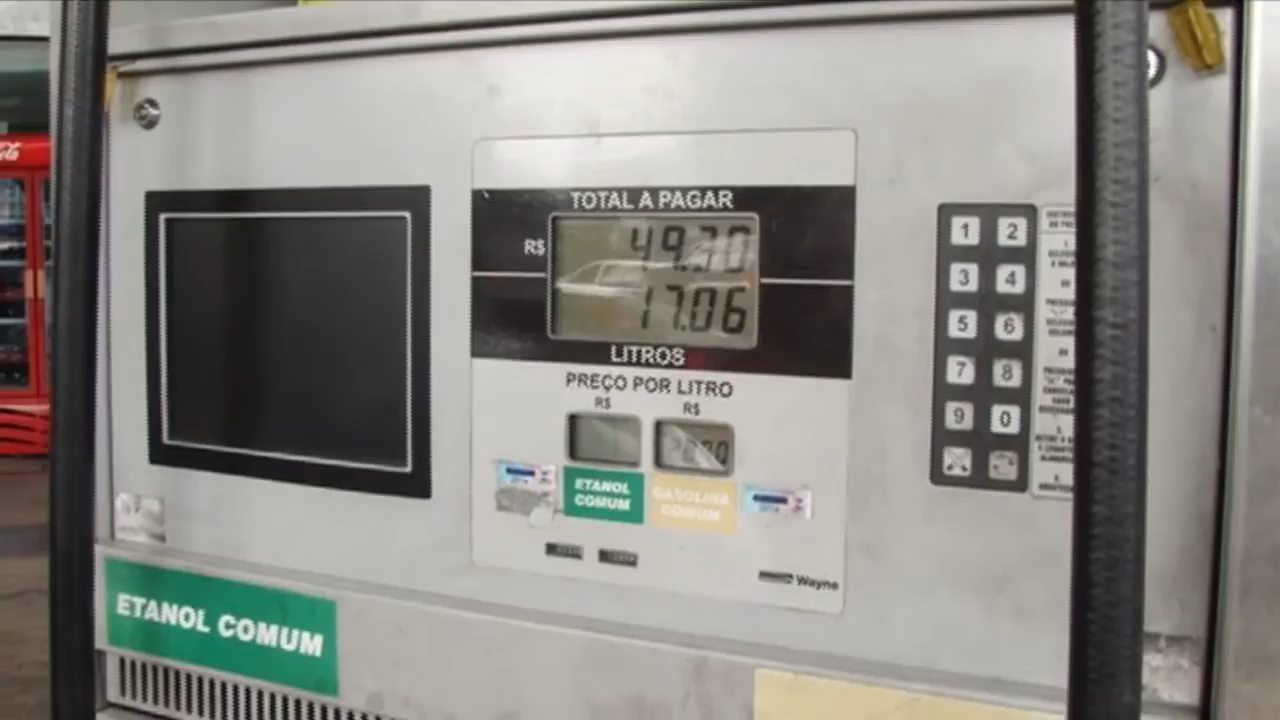 TOTAL A PAGAR
R$
49.30
17.06
LITROS
PREÇO POR LITRO
R$ R$
ETANOL
COMUM
GASOLINA
COMUM
Wayne
1 2
3 4
5 6
7 8
9 0
ETANOL COMUM